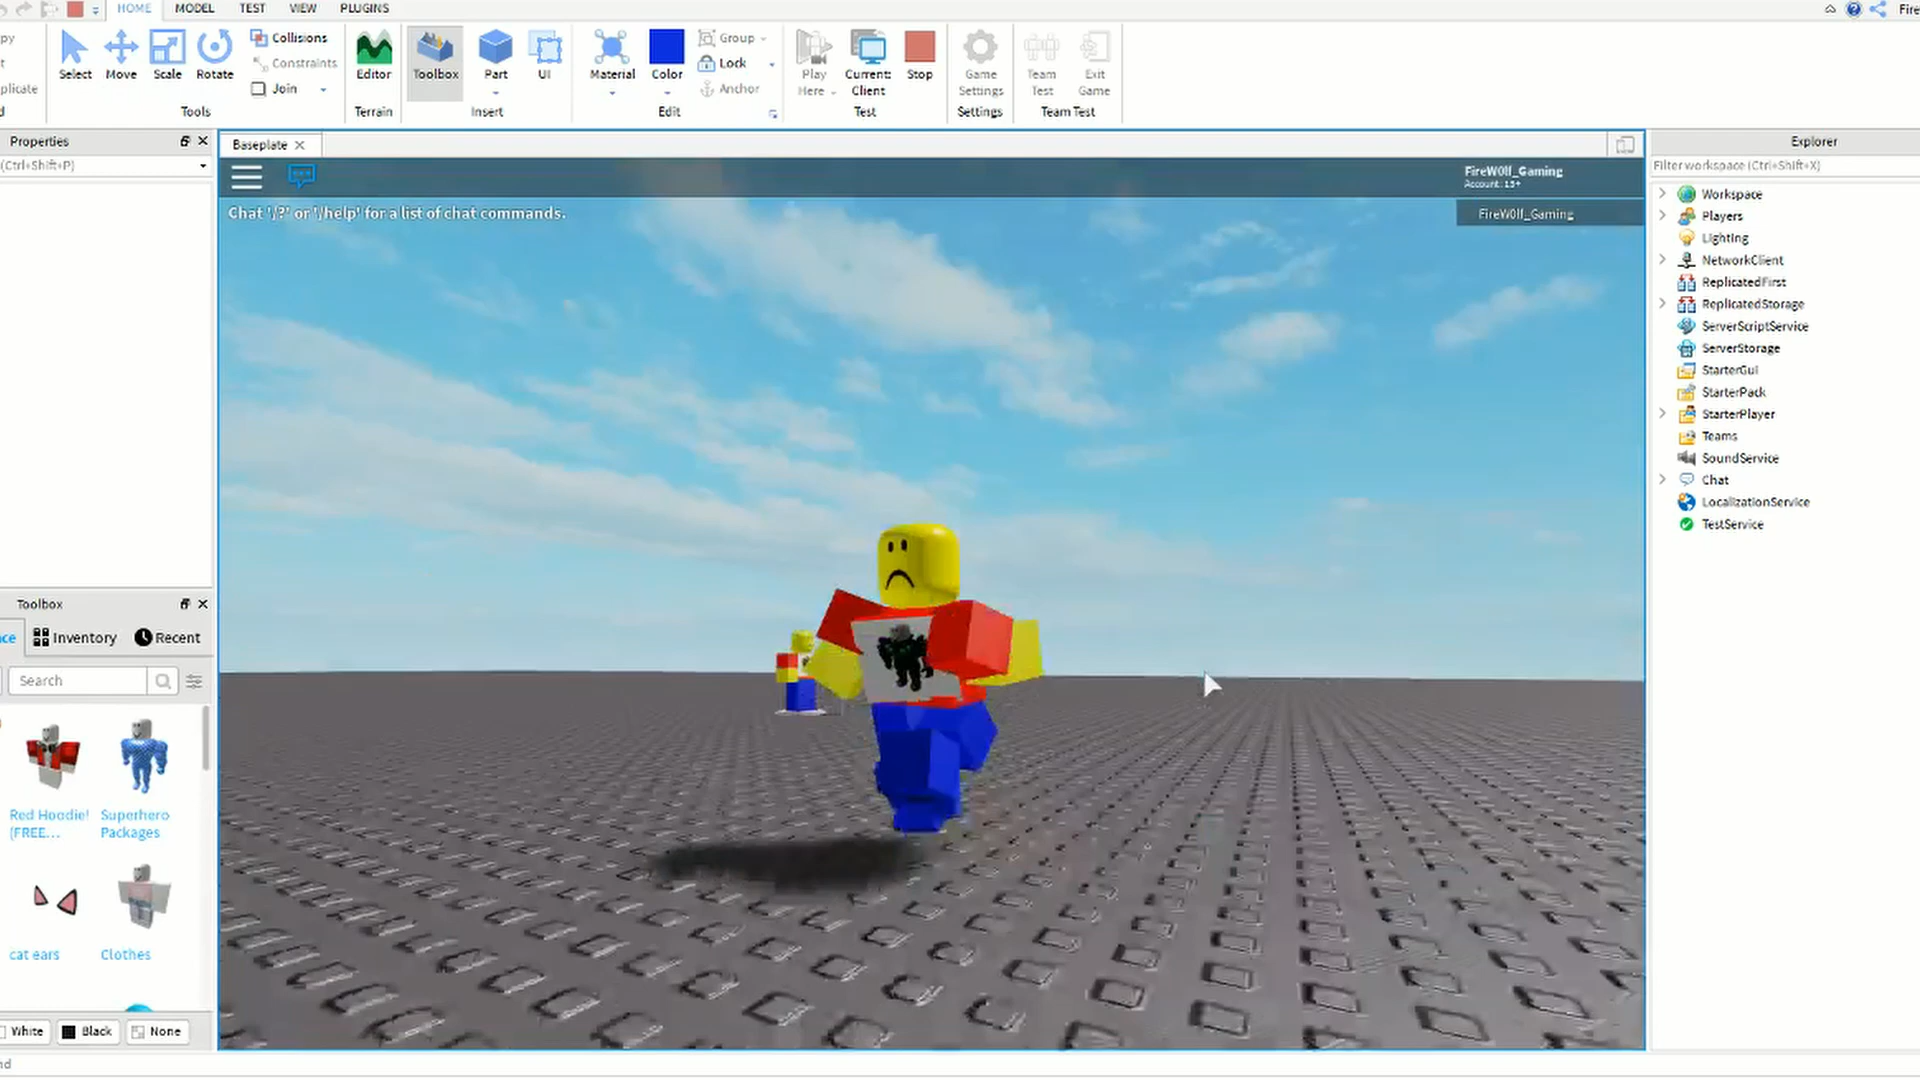 HOME MODEL TEST VIEW PLUGINS Fire
Collisions Group
Constraints Lock
Join Anchor
plicate
Select Move Scale Rotate Editor Toolbox Part UI Material Color Play Here Current: Client Stop Game Settings Team Test Exit Game
Tools Terrain Insert Edit Test Settings Team Test
Properties
(Ctrl+Shift+P)
Toolbox
Inventory Recent
Search
Red Hoodie! (FREE...
Superhero Packages
cat ears
Clothes
White Black None
Baseplate
FireW0lf_Gaming
Account: 13+
Chat '/?' or '/help' for a list of chat commands.
FireW0lf_Gaming
Explorer
Filter workspace (Ctrl+Shift+X)
Workspace
Players
Lighting
NetworkClient
ReplicatedFirst
ReplicatedStorage
ServerScriptService
ServerStorage
StarterGui
StarterPack
StarterPlayer
Teams
SoundService
Chat
LocalizationService
TestService